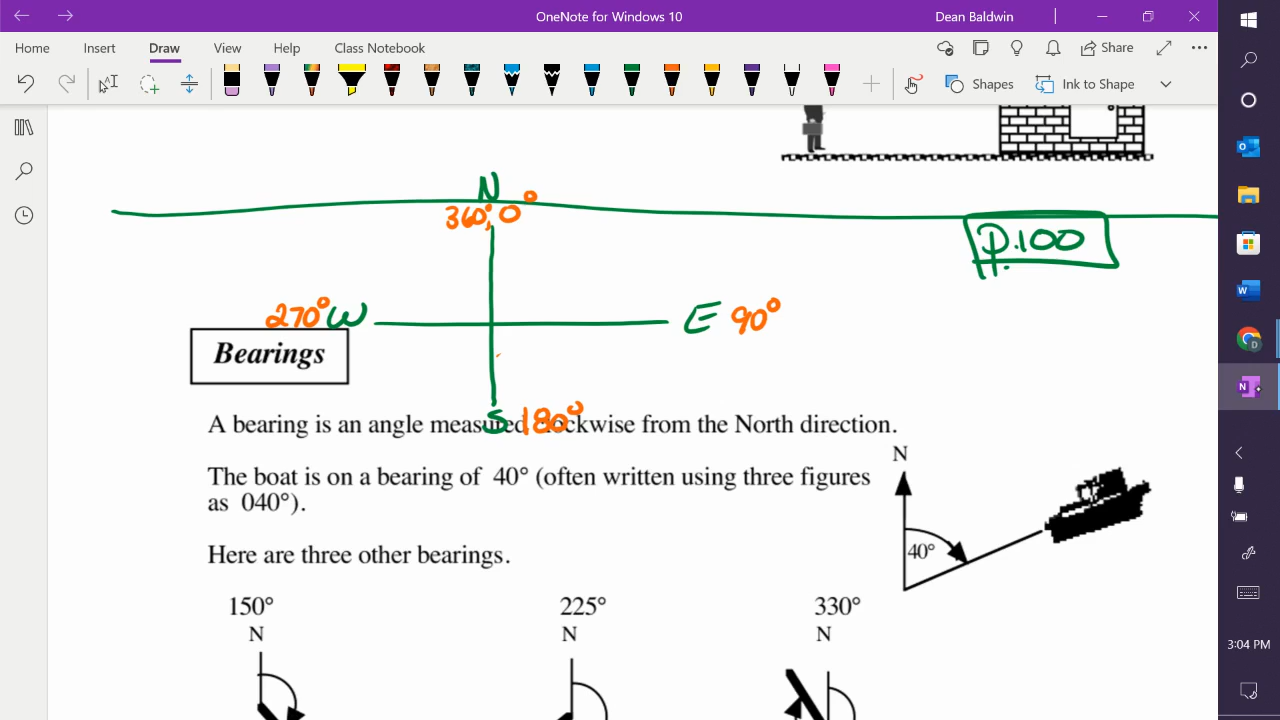 OneNote for Windows 10
Dean Baldwin
Home Insert Draw View Help Class Notebook
Share
Shapes
Ink to Shape
N
360°, 0°
p.100
270° W
E 90°
Bearings
S 180°
A bearing is an angle measured clockwise from the North direction.
N
The boat is on a bearing of 40° (often written using three figures
as 040°).
40°
Here are three other bearings.
150° 225° 330°
N N N
3:04 PM